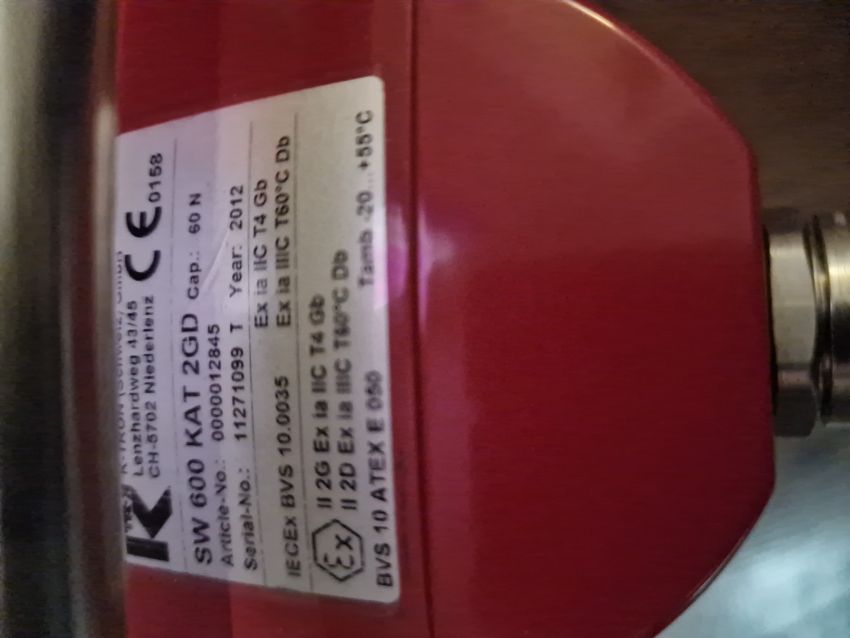 K-TRON (Schweiz) GmbH
Lenzhardweg 43/45
CH-5702 Niederlenz
CE 0158
SW 600 KAT 2GD Cap.: 60 N
Article-No.: 0000012845
Serial-No.: 11271099 T Year: 2012
Ex ia IIC T4 Gb
IECEx BVS 10.0035 Ex ia IIIC T60°C Db
Ex II 2G Ex ia IIC T4 Gb
II 2D Ex ia IIIC T60°C Db
BVS 10 ATEX E 050 Tamb -20...+55°C